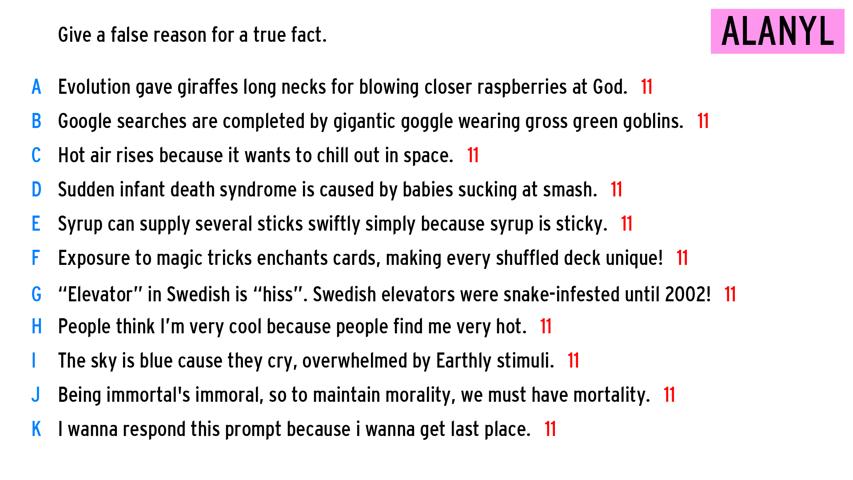 Give a false reason for a true fact.
ALANYL
A Evolution gave giraffes long necks for blowing closer raspberries at God. 11
B Google searches are completed by gigantic goggle wearing gross green goblins. 11
C Hot air rises because it wants to chill out in space. 11
D Sudden infant death syndrome is caused by babies sucking at smash. 11
E Syrup can supply several sticks swiftly simply because syrup is sticky. 11
F Exposure to magic tricks enchants cards, making every shuffled deck unique! 11
G “Elevator” in Swedish is “hiss”. Swedish elevators were snake-infested until 2002! 11
H People think I’m very cool because people find me very hot. 11
I The sky is blue cause they cry, overwhelmed by Earthly stimuli. 11
J Being immortal's immoral, so to maintain morality, we must have mortality. 11
K I wanna respond this prompt because i wanna get last place. 11